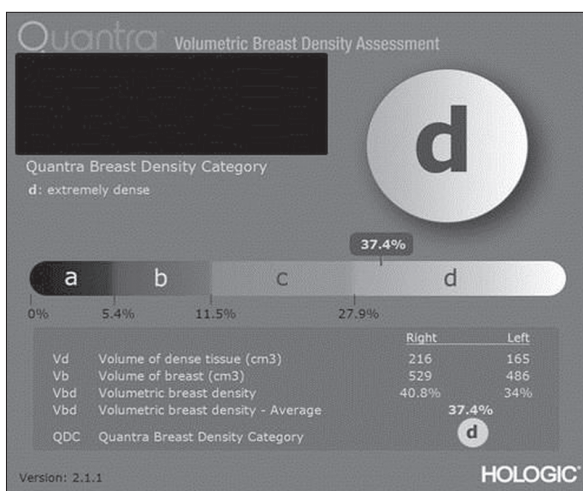 Quantra Volumetric Breast Density Assessment
d
Quantra Breast Density Category
d: extremely dense
37.4%
a b c d
0% 5.4% 11.5% 27.9%
Right Left
Vd Volume of dense tissue (cm3) 216 165
Vb Volume of breast (cm3) 529 486
Vbd Volumetric breast density 40.8% 34%
Vbd Volumetric breast density - Average 37.4%
QDC Quantra Breast Density Category d
Version: 2.1.1 HOLOGIC